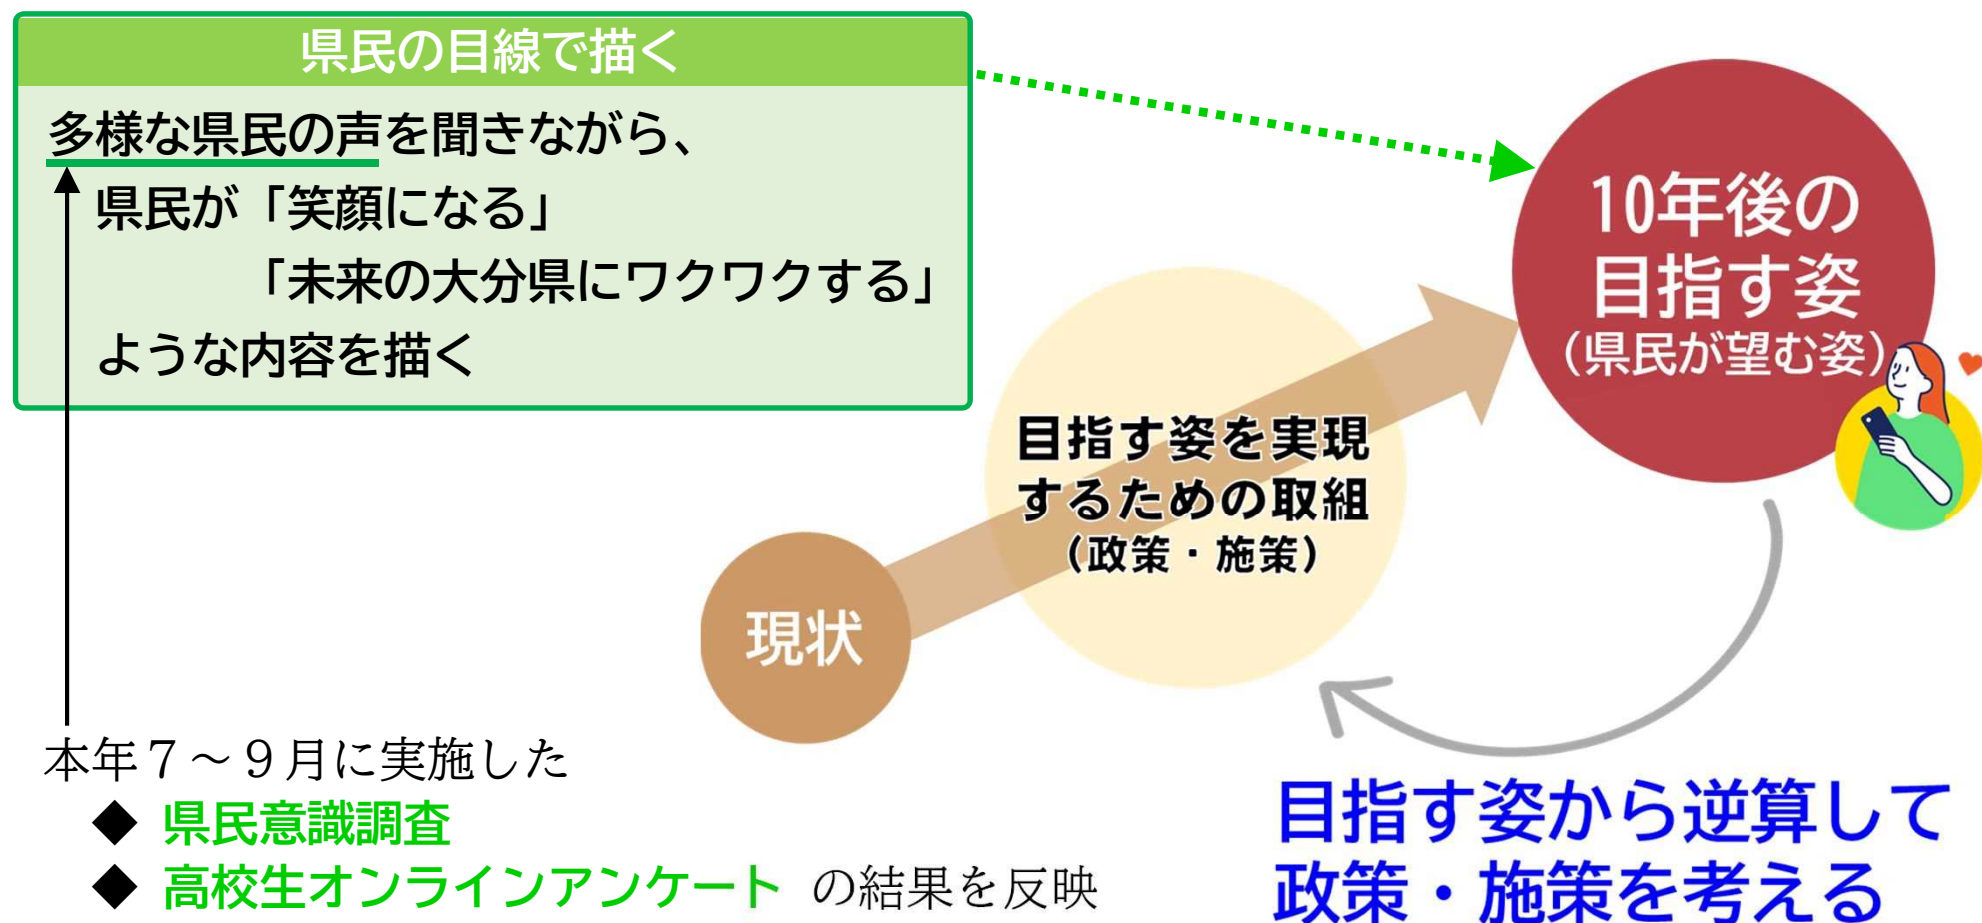 県民の目線で描く
多様な県民の声を聞きながら、
県民が「笑顔になる」
「未来の大分県にワクワクする」
ような内容を描く
本年7～9月に実施した
◆ 県民意識調査
◆ 高校生オンラインアンケート の結果を反映
現状
目指す姿を実現
するための取組
（政策・施策）
10年後の
目指す姿
（県民が望む姿）
目指す姿から逆算して
政策・施策を考える